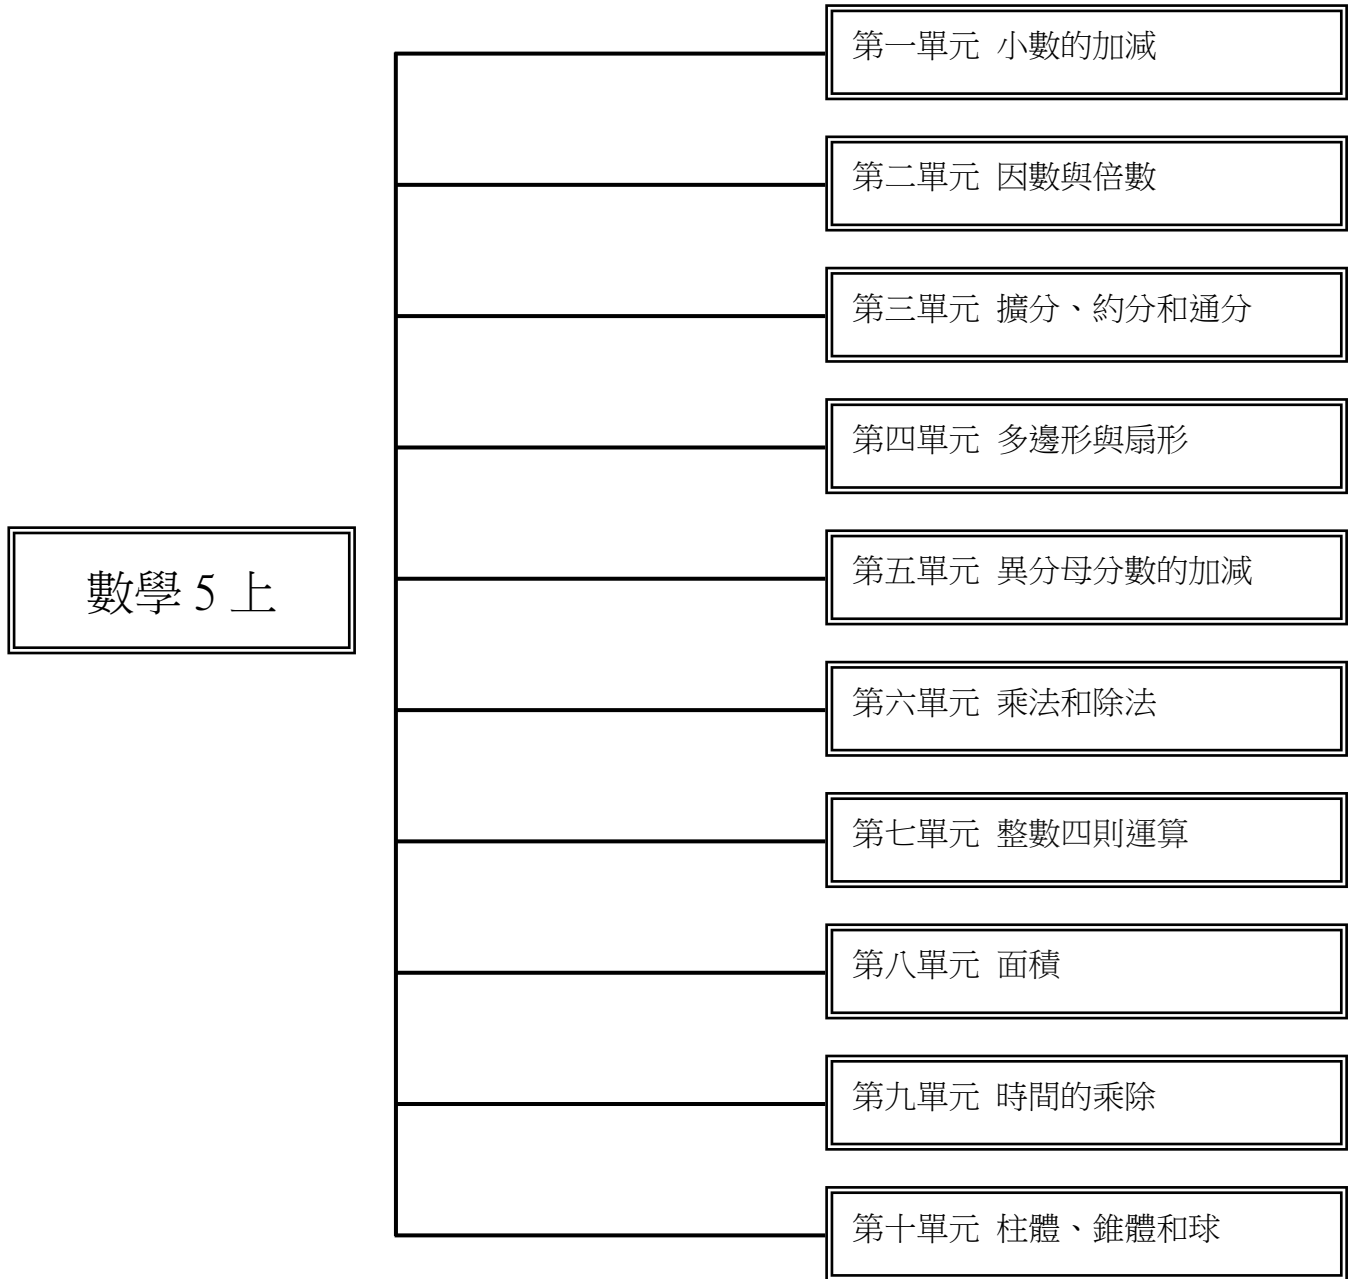 第一單元 小數的加減
第二單元 因數與倍數
第三單元 擴分、約分和通分
第四單元 多邊形與扇形
數學 5 上
第五單元 異分母分數的加減
第六單元 乘法和除法
第七單元 整數四則運算
第八單元 面積
第九單元 時間的乘除
第十單元 柱體、錐體和球